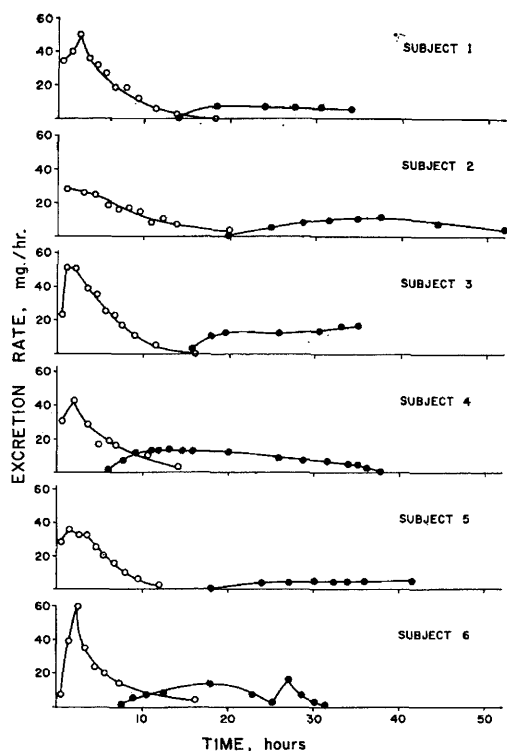 60
40
20
SUBJECT 1
60
40
20
SUBJECT 2
60
40
20
SUBJECT 3
60
40
20
SUBJECT 4
60
40
20
SUBJECT 5
60
40
20
SUBJECT 6
10 20 30 40 50
EXCRETION RATE, mg./hr.
TIME, hours